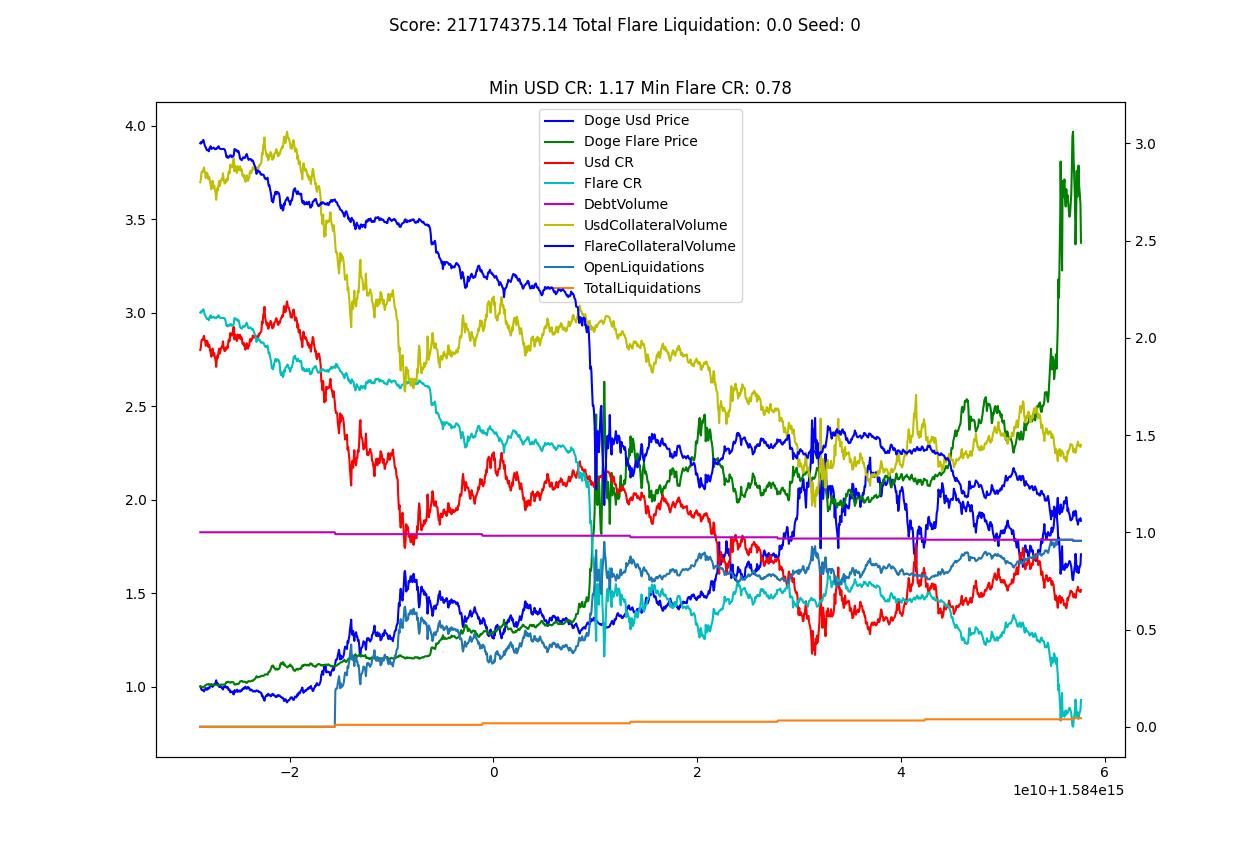 Score: 217174375.14 Total Flare Liquidation: 0.0 Seed: 0
Min USD CR: 1.17 Min Flare CR: 0.78
Doge Usd Price
Doge Flare Price
Usd CR
Flare CR
DebtVolume
UsdCollateralVolume
FlareCollateralVolume
OpenLiquidations
TotalLiquidations
4.0
3.5
3.0
2.5
2.0
1.5
1.0
3.0
2.5
2.0
1.5
1.0
0.5
0.0
−2 0 2 4 6
1e10+1.584e15